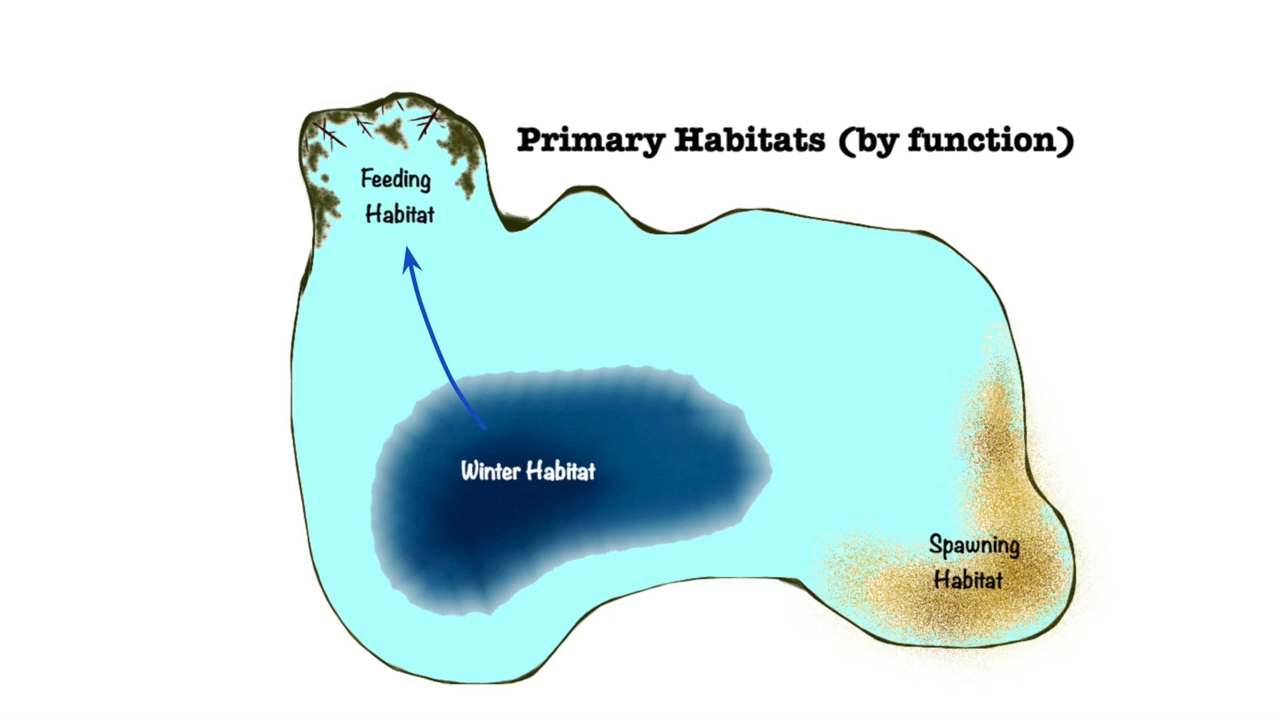 Primary Habitats (by function)
Feeding
Habitat
Winter Habitat
Spawning
Habitat